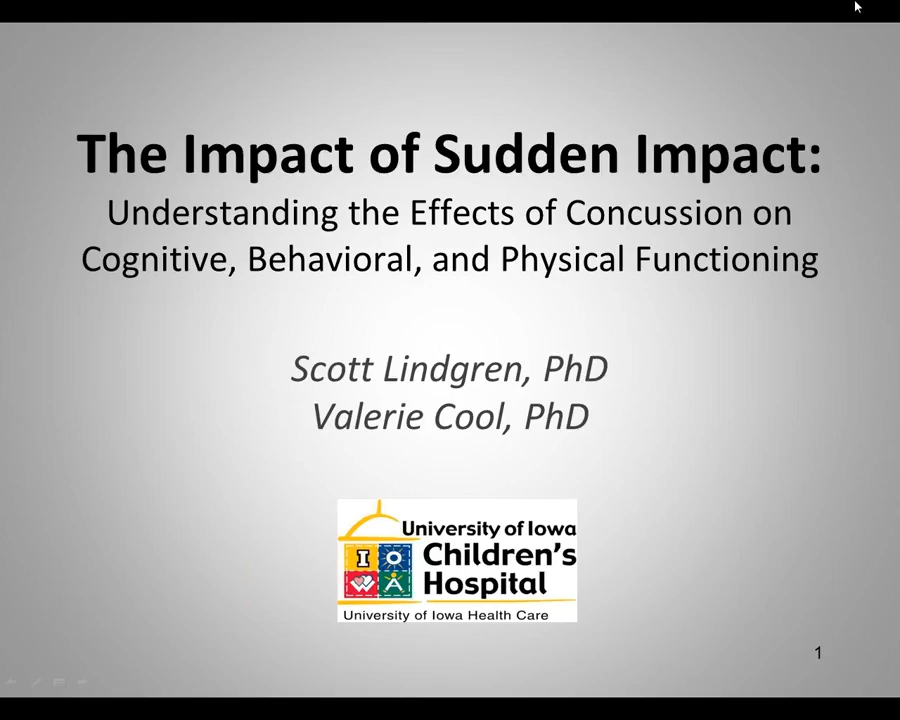 The Impact of Sudden Impact:
Understanding the Effects of Concussion on
Cognitive, Behavioral, and Physical Functioning
Scott Lindgren, PhD
Valerie Cool, PhD
University of Iowa
Children's
Hospital
I O
W A
University of Iowa Health Care
1